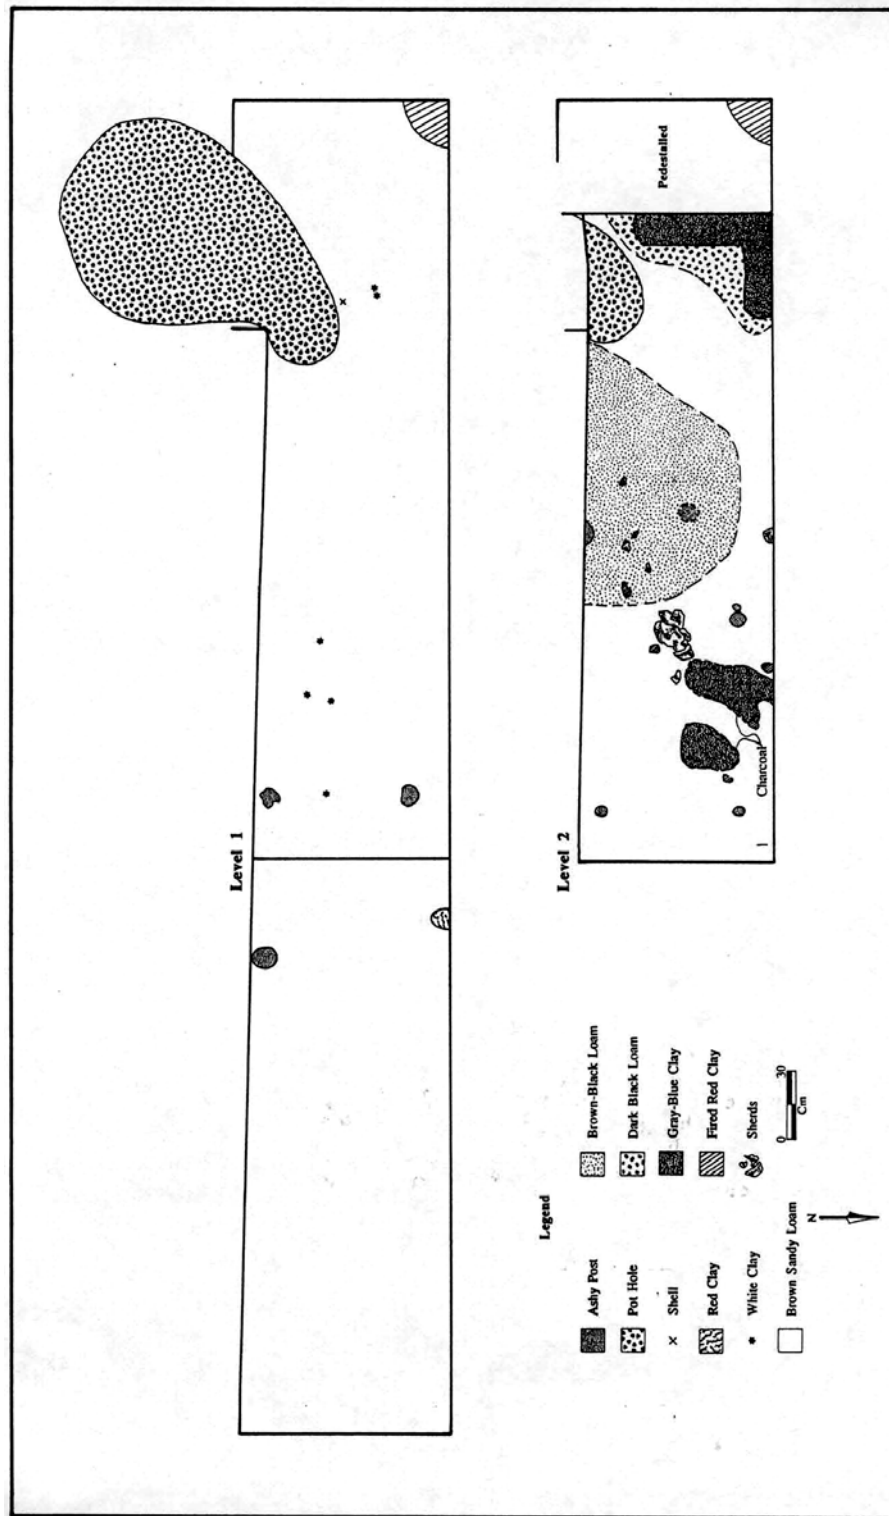 Level 1
Level 2
Pedestalled
Charcoal
1
Legend
Ashy Post
Pot Hole
Shell
Red Clay
White Clay
Brown Sandy Loam
Brown-Black Loam
Dark Black Loam
Gray-Blue Clay
Fired Red Clay
Sherds
0 30
Cm
N